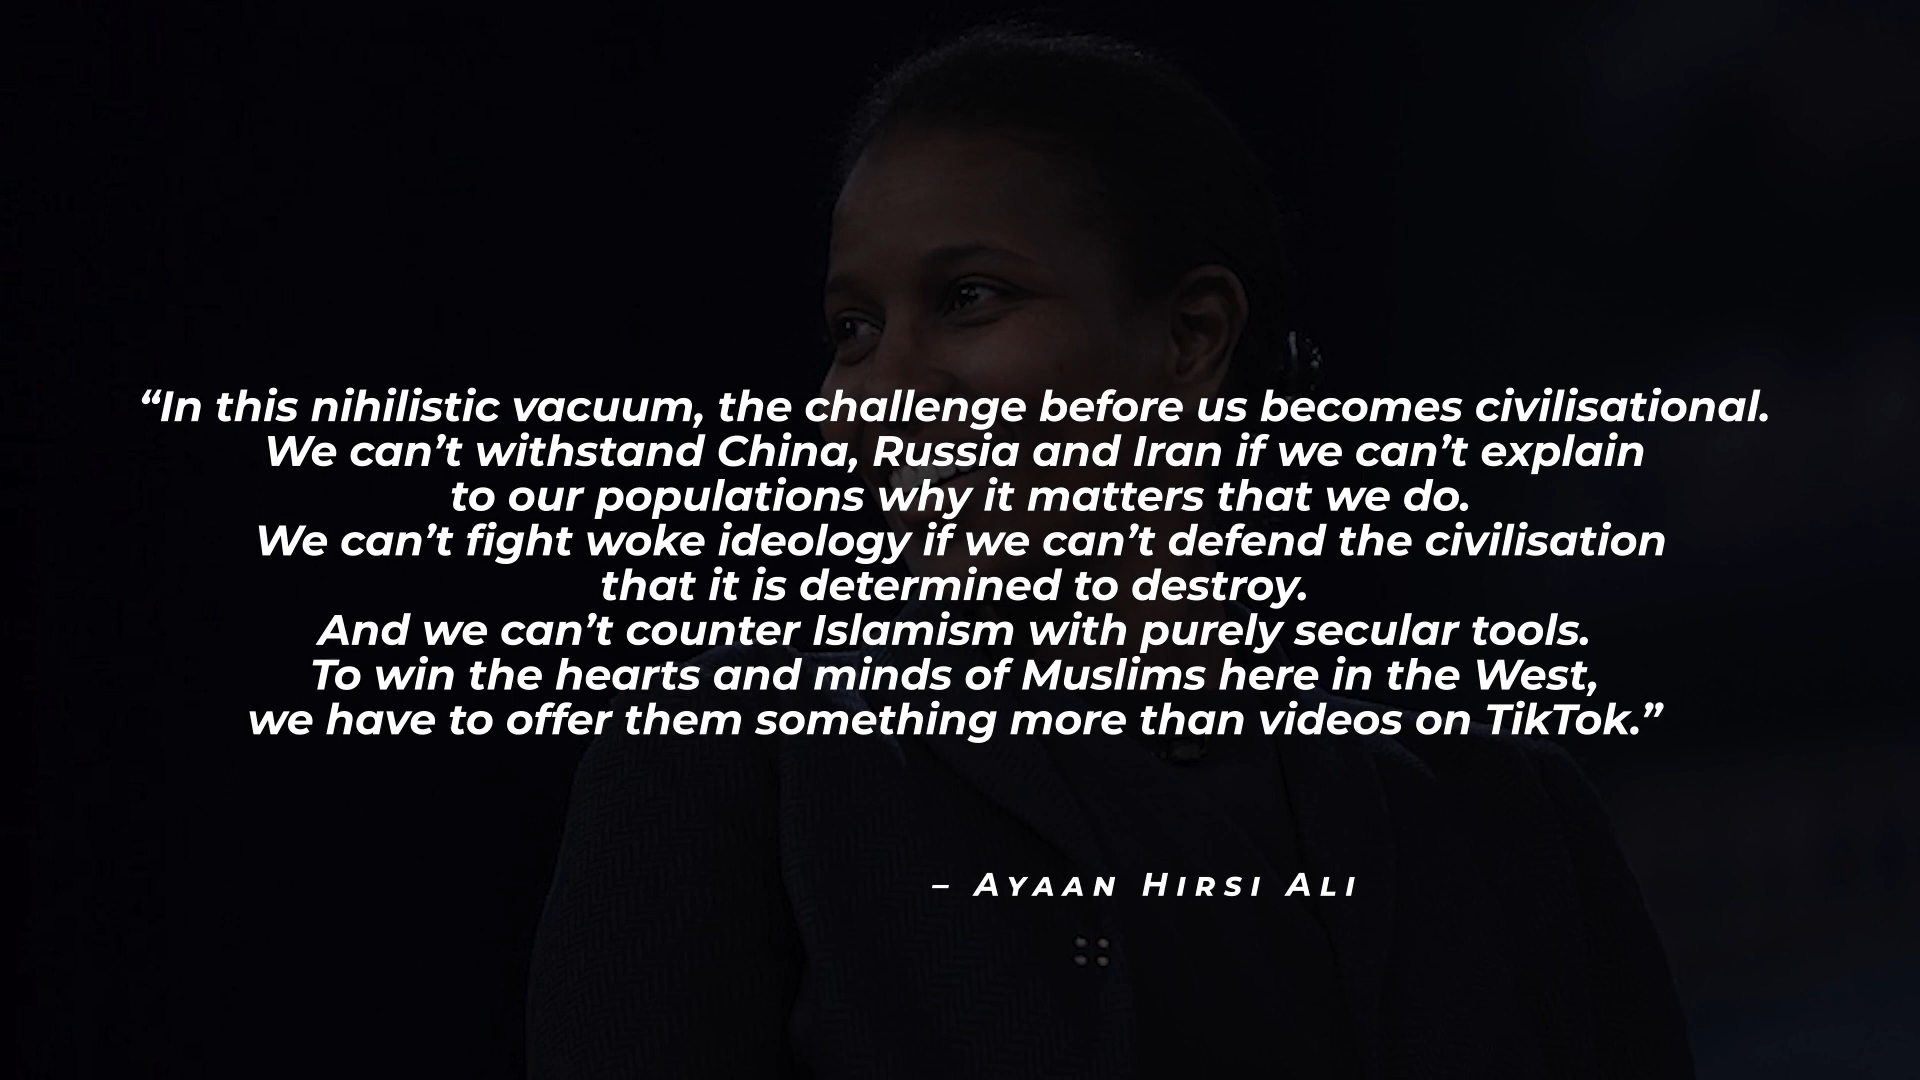 “In this nihilistic vacuum, the challenge before us becomes civilisational.
We can’t withstand China, Russia and Iran if we can’t explain
to our populations why it matters that we do.
We can’t fight woke ideology if we can’t defend the civilisation
that it is determined to destroy.
And we can’t counter Islamism with purely secular tools.
To win the hearts and minds of Muslims here in the West,
we have to offer them something more than videos on TikTok.”
– Ayaan Hirsi Ali